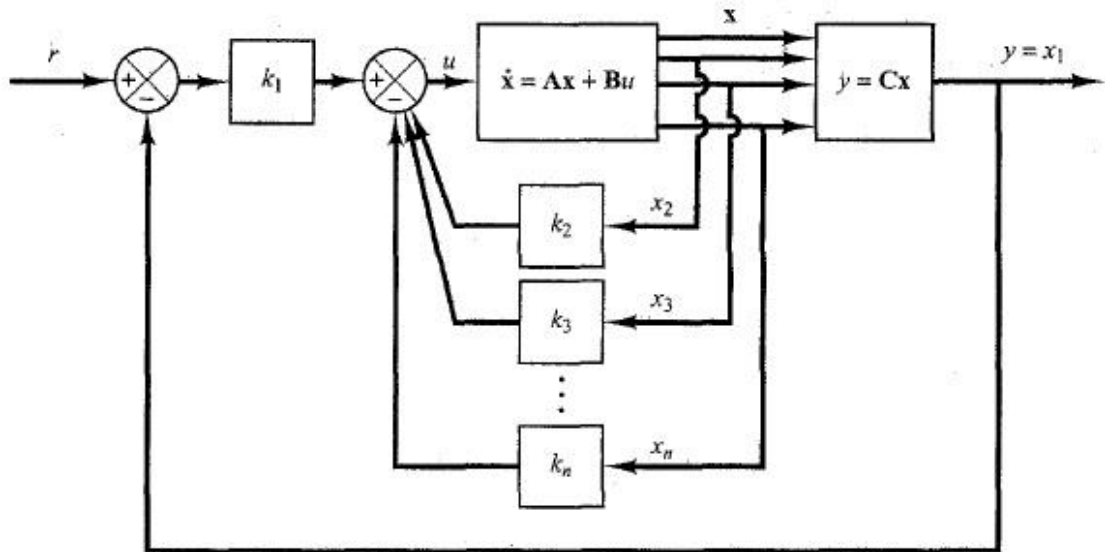 r
+
−
k₁
+
−
u
ẋ = Ax + Bu
x
y = Cx
y = x₁
k₂
x₂
k₃
x₃
⋮
kₙ
xₙ